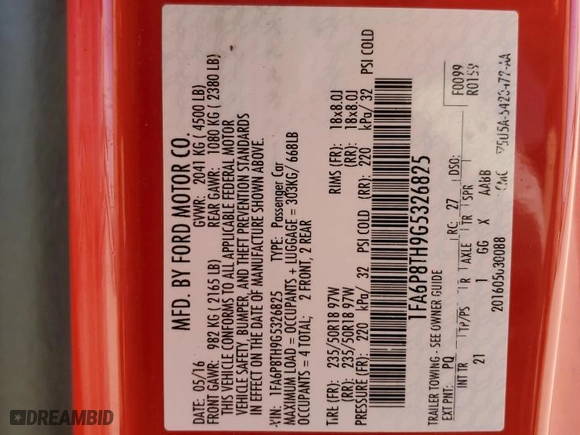 MFD. BY FORD MOTOR CO.
DATE: 05/16 GVWR: 2041 KG ( 4500 LB)
FRONT GAWR: 982 KG ( 2165 LB) REAR GAWR: 1080 KG ( 2380 LB)
THIS VEHICLE CONFORMS TO ALL APPLICABLE FEDERAL MOTOR
VEHICLE SAFETY, BUMPER, AND THEFT PREVENTION STANDARDS
IN EFFECT ON THE DATE OF MANUFACTURE SHOWN ABOVE.
VIN: 1FA6P8TH9G5326825 TYPE: Passenger Car
MAXIMUM LOAD = OCCUPANTS + LUGGAGE = 303KG/ 668LB
OCCUPANTS = 4 TOTAL; 2 FRONT, 2 REAR
TIRE (FR): 235/50R18 97W RIMS (FR): 18x8.0J
(RR): 235/50R18 97W (RR): 18x8.0J
PRESSURE (FR): 220 kPa/ 32 PSI COLD (RR): 220 kPa/ 32 PSI COLD
1FA6P8TH9G5326825
TRAILER TOWING - SEE OWNER GUIDE F0099
R0159
EXT PNT: PQ RC: 27 DSO:
INT TR TP/PS R AXLE TR SPR
21 1 GG X AABB
201605030088
DREAMBID